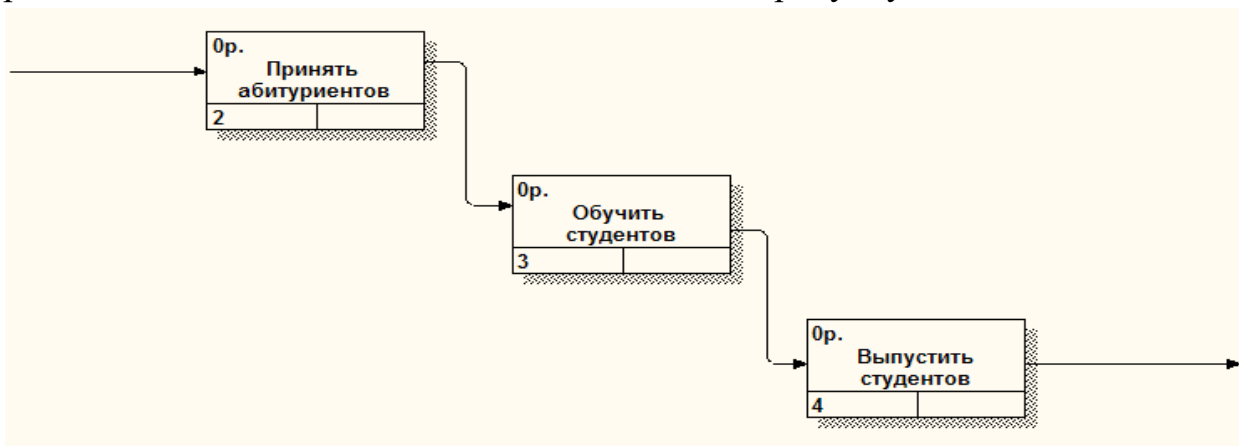 0р.
Принять
абитуриентов
2
0р.
Обучить
студентов
3
0р.
Выпустить
студентов
4